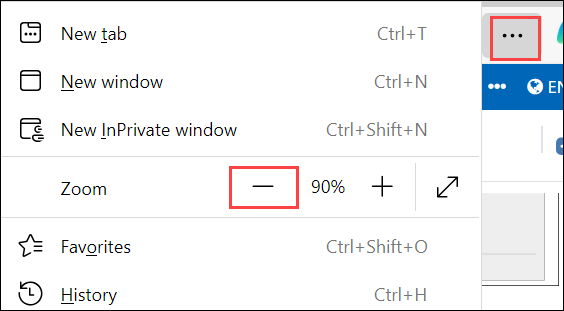 New tab Ctrl+T
New window Ctrl+N
EN
New InPrivate window Ctrl+Shift+N
Zoom 90%
Favorites Ctrl+Shift+O
History Ctrl+H